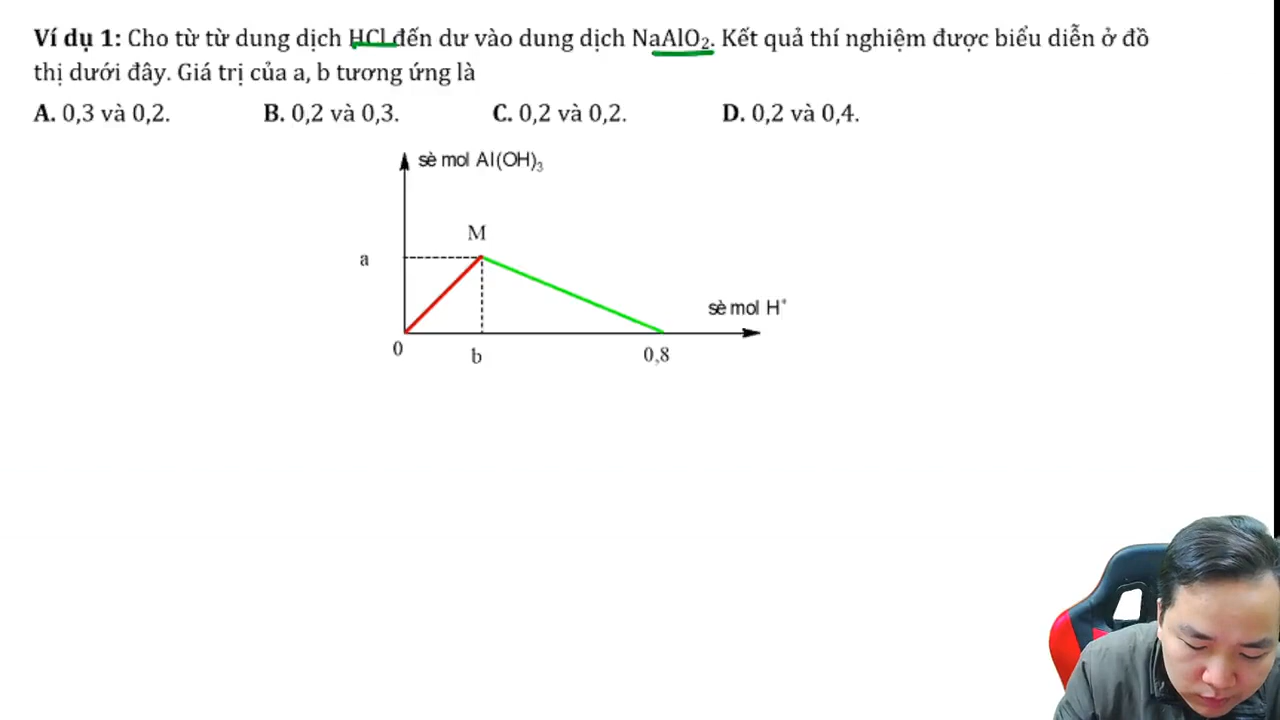 Ví dụ 1: Cho từ từ dung dịch HCl đến dư vào dung dịch NaAlO₂. Kết quả thí nghiệm được biểu diễn ở đồ
thị dưới đây. Giá trị của a, b tương ứng là
A. 0,3 và 0,2. B. 0,2 và 0,3. C. 0,2 và 0,2. D. 0,2 và 0,4.
sè mol Al(OH)₃
M
a
sè mol H⁺
0 b 0,8